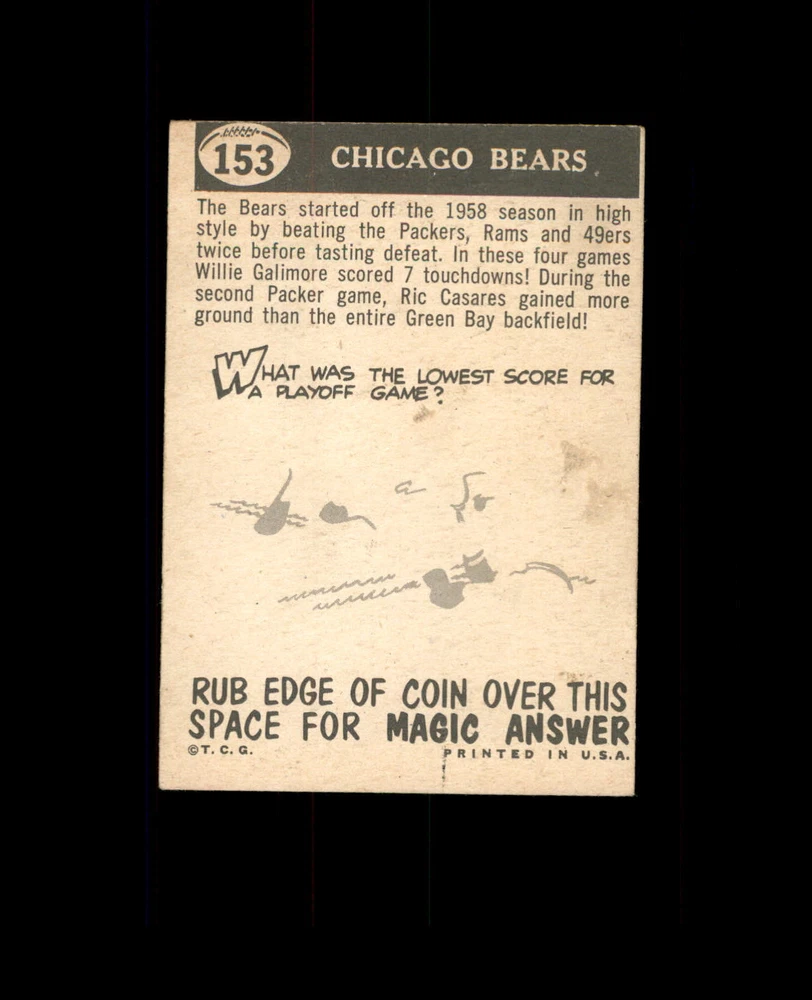 153 CHICAGO BEARS
The Bears started off the 1958 season in high
style by beating the Packers, Rams and 49ers
twice before tasting defeat. In these four games
Willie Galimore scored 7 touchdowns! During the
second Packer game, Ric Casares gained more
ground than the entire Green Bay backfield!
WHAT WAS THE LOWEST SCORE FOR
A PLAYOFF GAME?
RUB EDGE OF COIN OVER THIS
SPACE FOR MAGIC ANSWER
©T. C. G. PRINTED IN U.S.A.